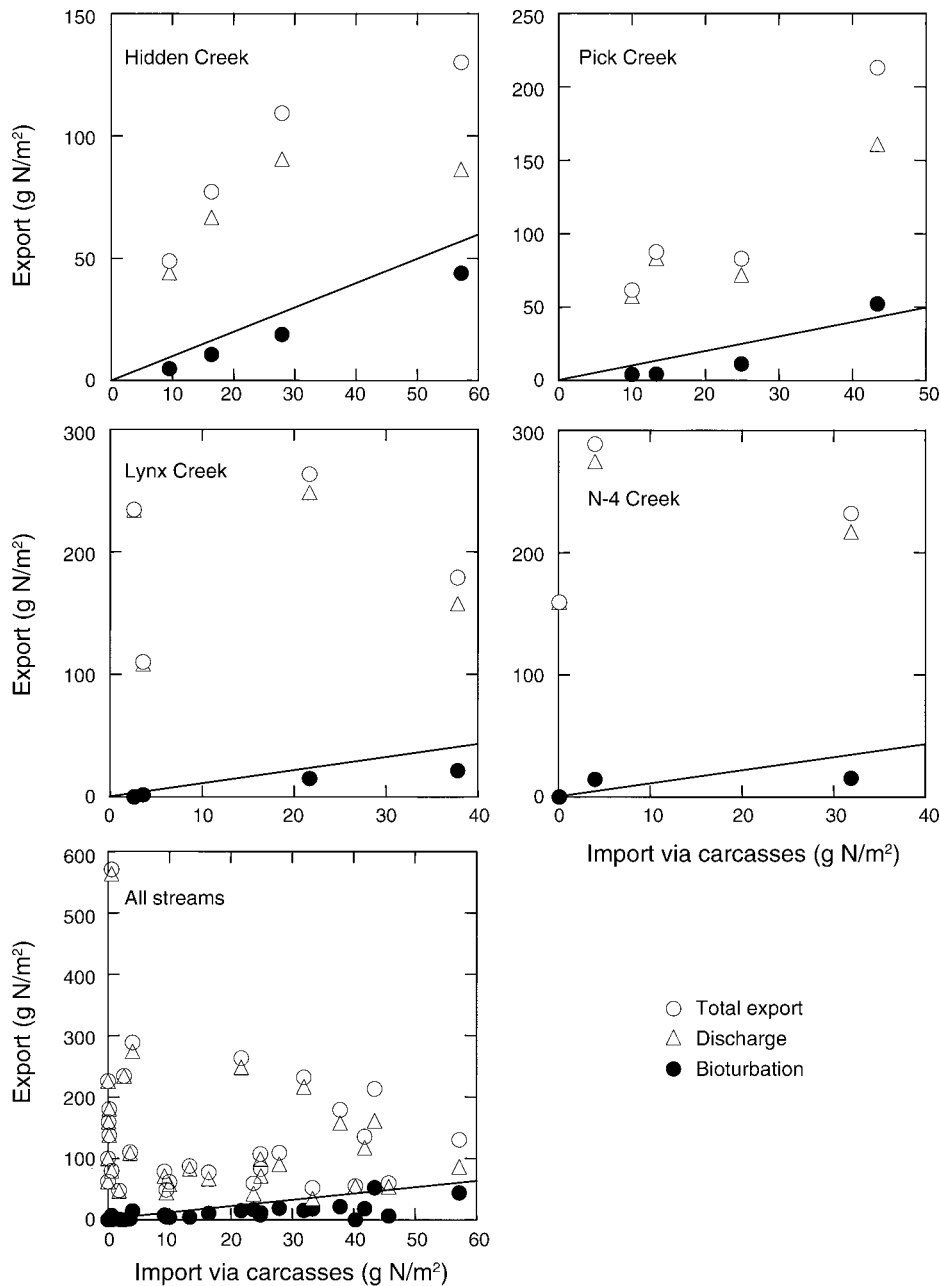 Hidden Creek
Export (g N/m²)
150
100
50
0
0 10 20 30 40 50 60
Pick Creek
250
200
150
100
50
0
0 10 20 30 40 50
Lynx Creek
Export (g N/m²)
300
200
100
0
0 10 20 30 40
N-4 Creek
300
200
100
0
0 10 20 30 40
Import via carcasses (g N/m²)
All streams
Export (g N/m²)
600
500
400
300
200
100
0
0 10 20 30 40 50 60
Import via carcasses (g N/m²)
Total export
Discharge
Bioturbation